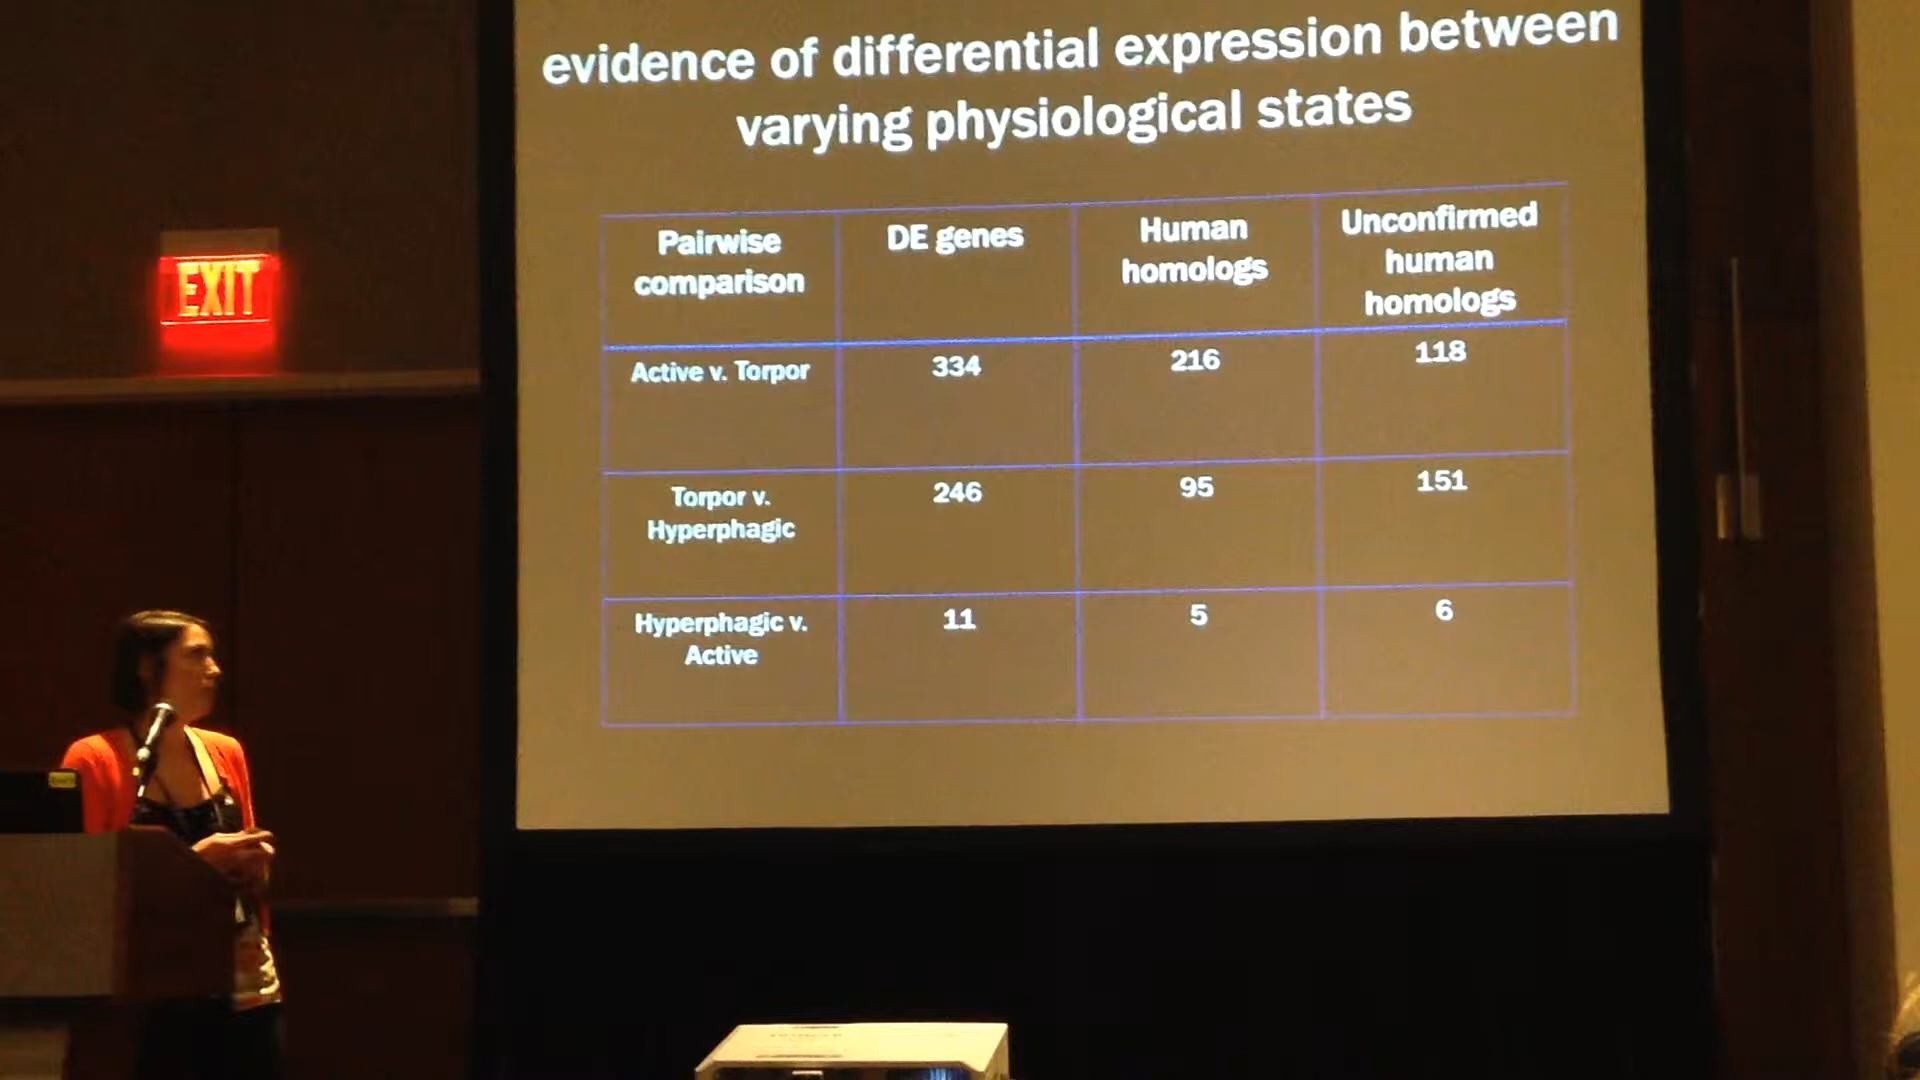 evidence of differential expression between
varying physiological states
Pairwise
comparison
DE genes
Human
homologs
Unconfirmed
human
homologs
Active v. Torpor
334
216
118
Torpor v.
Hyperphagic
246
95
151
Hyperphagic v.
Active
11
5
6
EXIT